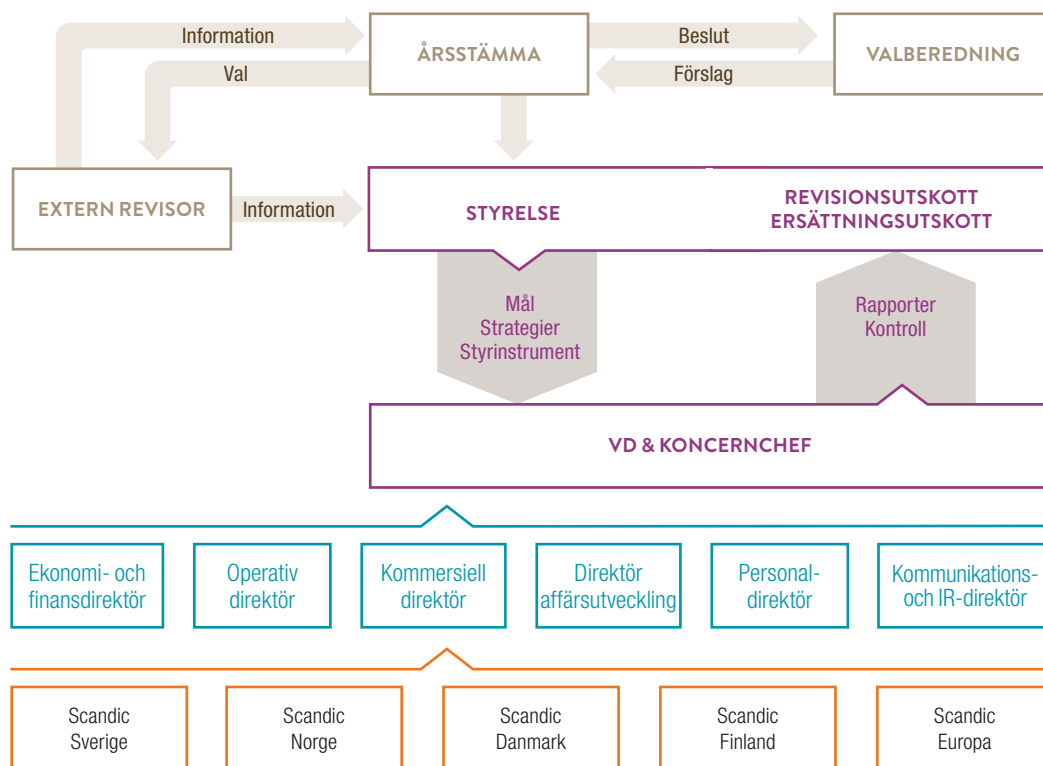 Information
ÅRSSTÄMMA
Beslut
VALBEREDNING
Val
Förslag
EXTERN REVISOR
Information
STYRELSE
REVISIONSUTSKOTT
ERSÄTTNINGSUTSKOTT
Mål
Strategier
Styrinstrument
Rapporter
Kontroll
VD & KONCERNCHEF
Ekonomi- och
finansdirektör
Operativ
direktör
Kommersiell
direktör
Direktör
affärsutveckling
Personal-
direktör
Kommunikations-
och IR-direktör
Scandic
Sverige
Scandic
Norge
Scandic
Danmark
Scandic
Finland
Scandic
Europa